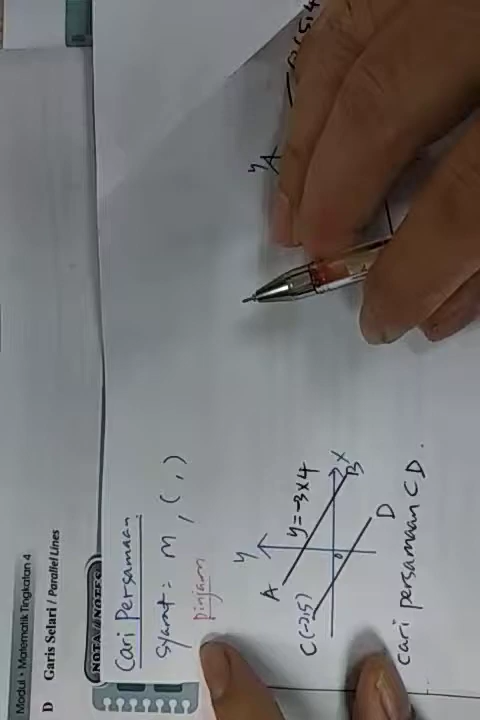 Modul • Matematik Tingkatan 4
D Garis Selari / Parallel Lines
NOTA / NOTES
Cari Persamaan:
Syarat: m, ( , )
Pinjam
y
A
y=-3x+4
x
B
C(-2,5)
0
D
cari persamaan CD.
y
A